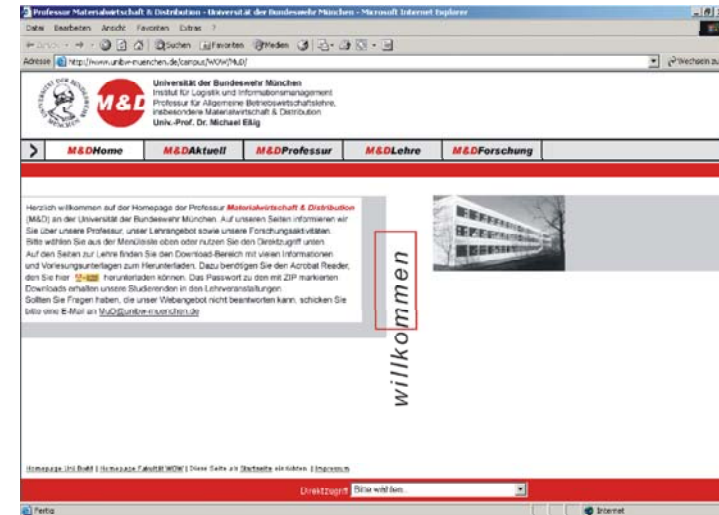 Professur Materialwirtschaft & Distribution - Universität der Bundeswehr München - Microsoft Internet Explorer
Datei Bearbeiten Ansicht Favoriten Extras ?
Suchen Favoriten Medien
Adresse http://www.unibw-muenchen.de/campus/WOW/MuD/ Wechseln zu
M&D
Universität der Bundeswehr München
Institut für Logistik und Informationsmanagement
Professur für Allgemeine Betriebswirtschaftslehre,
insbesondere Materialwirtschaft & Distribution
Univ.-Prof. Dr. Michael Eßig
M&DHome M&DAktuell M&DProfessur M&DLehre M&DForschung
Herzlich willkommen auf der Homepage der Professur Materialwirtschaft & Distribution
(M&D) an der Universität der Bundeswehr München. Auf unseren Seiten informieren wir
Sie über unsere Professur, unser Lehrangebot sowie unsere Forschungsaktivitäten.
Bitte wählen Sie aus der Menüleiste oben oder nutzen Sie den Direktzugriff unten.
Auf den Seiten zur Lehre finden Sie den Download-Bereich mit vielen Informationen
und Vorlesungsunterlagen zum Herunterladen. Dazu benötigen Sie den Acrobat Reader,
den Sie hier herunterladen können. Das Passwort zu den mit ZIP markierten
Downloads erhalten unsere Studierenden in den Lehrveranstaltungen.
Sollten Sie Fragen haben, die unser Webangebot nicht beantworten kann, schicken Sie
bitte eine E-Mail an MuD@unibw-muenchen.de
willkommen
Homepage Uni BwM | Homepage Fakultät WOW | Diese Seite als Startseite einrichten | Impressum
Direktzugriff Bitte wählen...
Fertig Internet